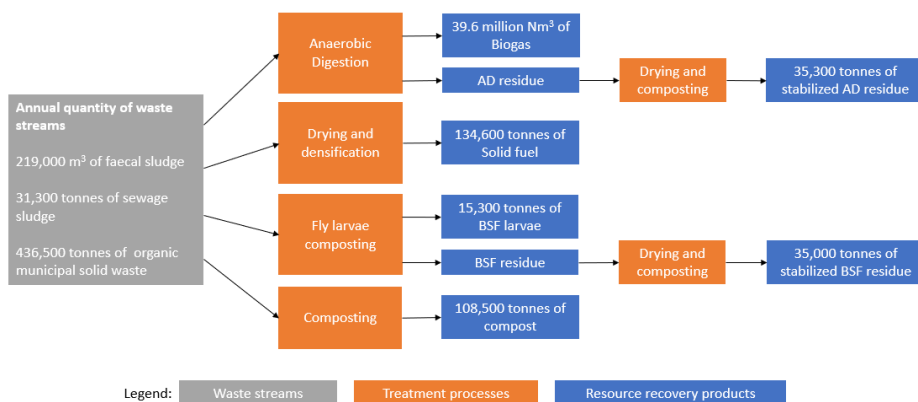 Annual quantity of waste
streams
219,000 m³ of faecal sludge
31,300 tonnes of sewage
sludge
436,500 tonnes of organic
municipal solid waste
Anaerobic
Digestion
39.6 million Nm³ of
Biogas
AD residue
Drying and
composting
35,300 tonnes of
stabilized AD residue
Drying and
densification
134,600 tonnes of
Solid fuel
Fly larvae
composting
15,300 tonnes of
BSF larvae
BSF residue
Drying and
composting
35,000 tonnes of
stabilized BSF residue
Composting
108,500 tonnes of
compost
Legend:
Waste streams
Treatment processes
Resource recovery products